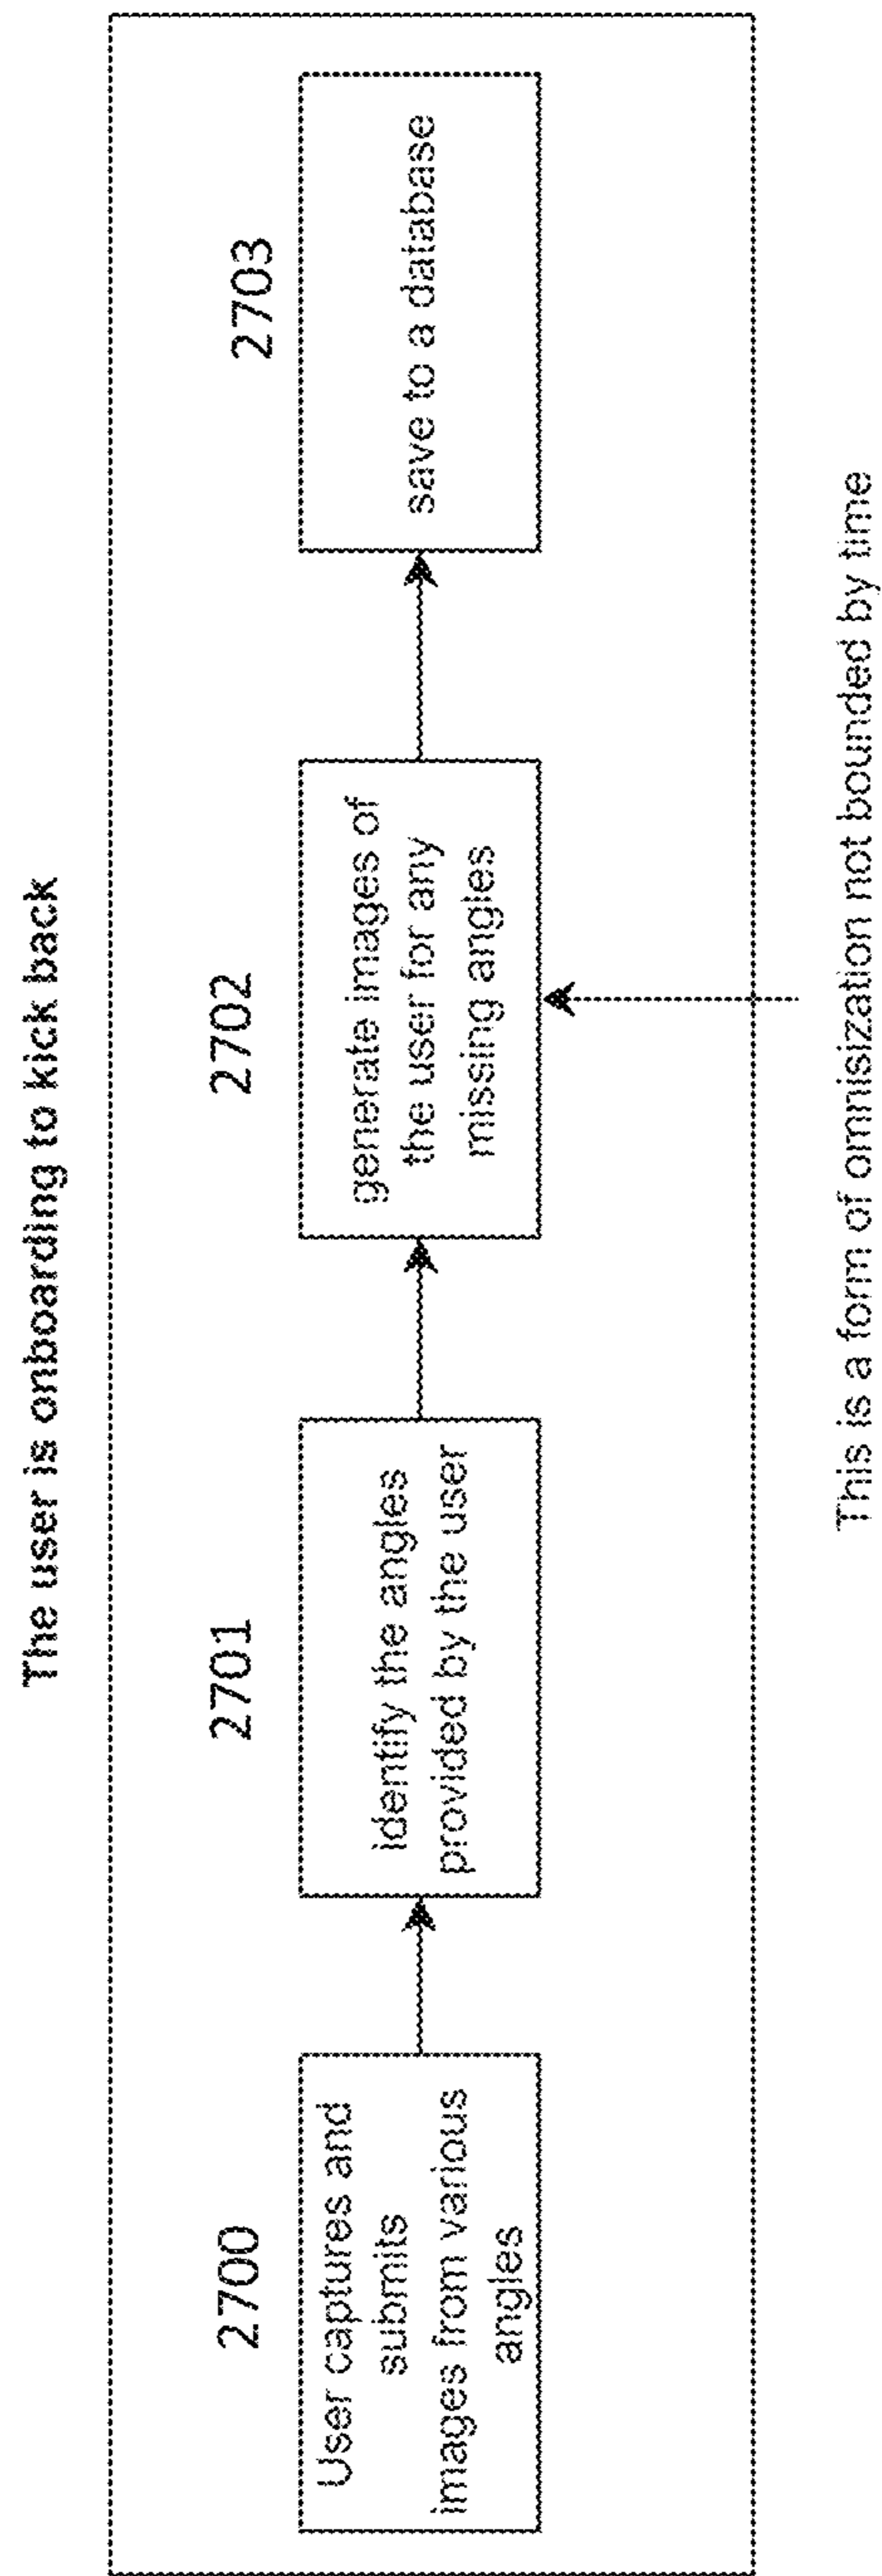 The user is onboarding to kick back
2700
User captures and
submits
images from various
angles
2701
identify the angles
provided by the user
2702
generate images of
the user for any
missing angles
2703
save to a database
This is a form of omnisization not bounded by time